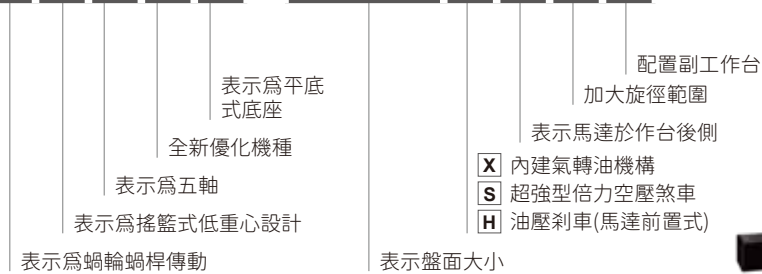 表示爲平底
式底座
全新優化機種
表示爲五軸
表示爲搖籃式低重心設計
表示爲蝸輪蝸桿傳動
配置副工作台
加大旋徑範圍
表示馬達於作台後側
X 內建氣轉油機構
S 超強型倍力空壓煞車
H 油壓剎車(馬達前置式)
表示盤面大小